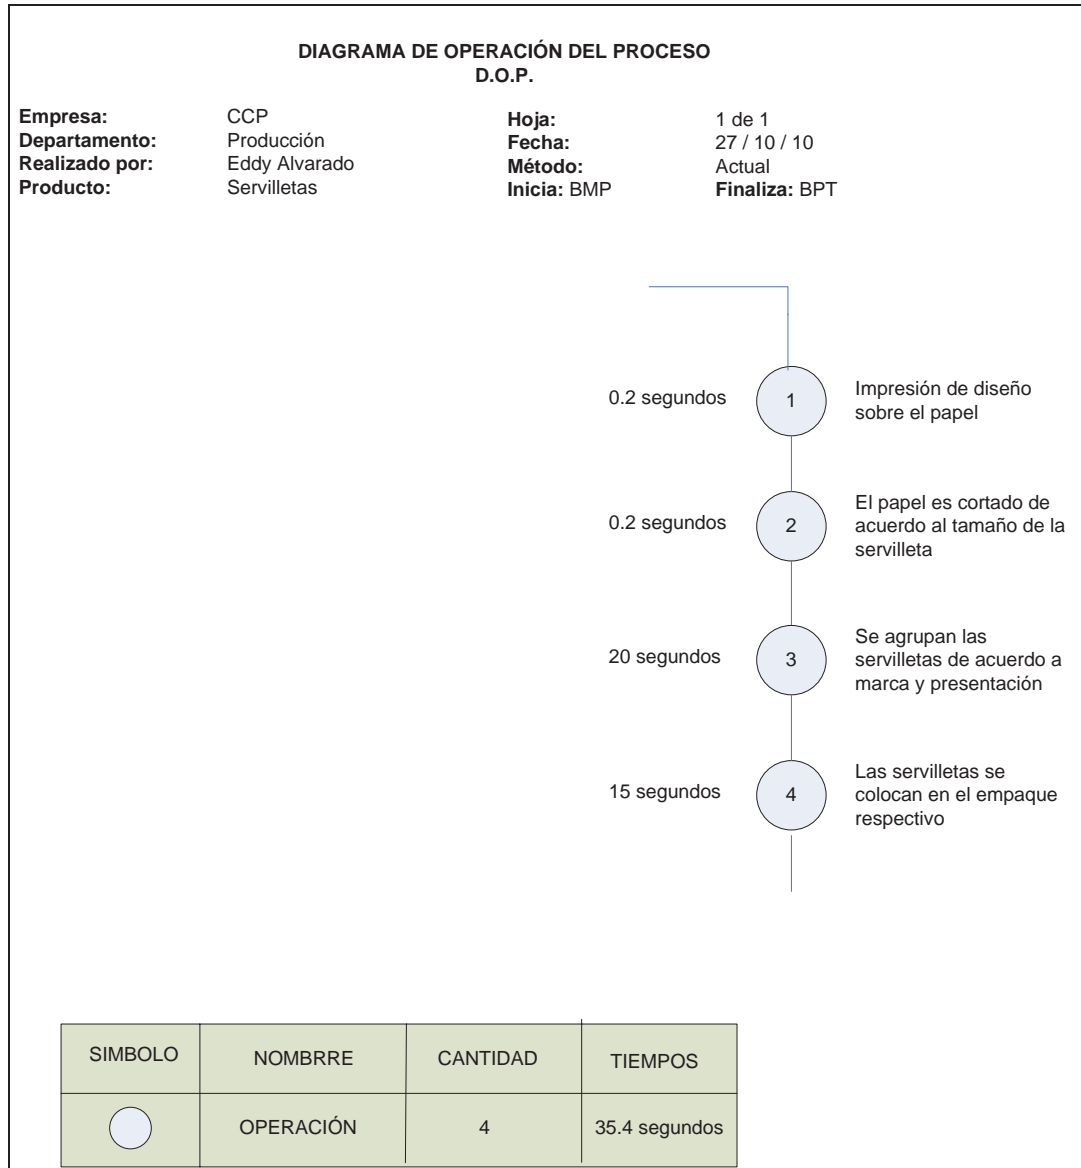 DIAGRAMA DE OPERACIÓN DEL PROCESO
D.O.P.
Empresa: CCP Hoja: 1 de 1
Departamento: Producción Fecha: 27 / 10 / 10
Realizado por: Eddy Alvarado Método: Actual
Producto: Servilletas Inicia: BMP Finaliza: BPT
0.2 segundos 1 Impresión de diseño
sobre el papel
0.2 segundos 2 El papel es cortado de
acuerdo al tamaño de la
servilleta
20 segundos 3 Se agrupan las
servilletas de acuerdo a
marca y presentación
15 segundos 4 Las servilletas se
colocan en el empaque
respectivo
SIMBOLO NOMBRRE CANTIDAD TIEMPOS
OPERACIÓN 4 35.4 segundos